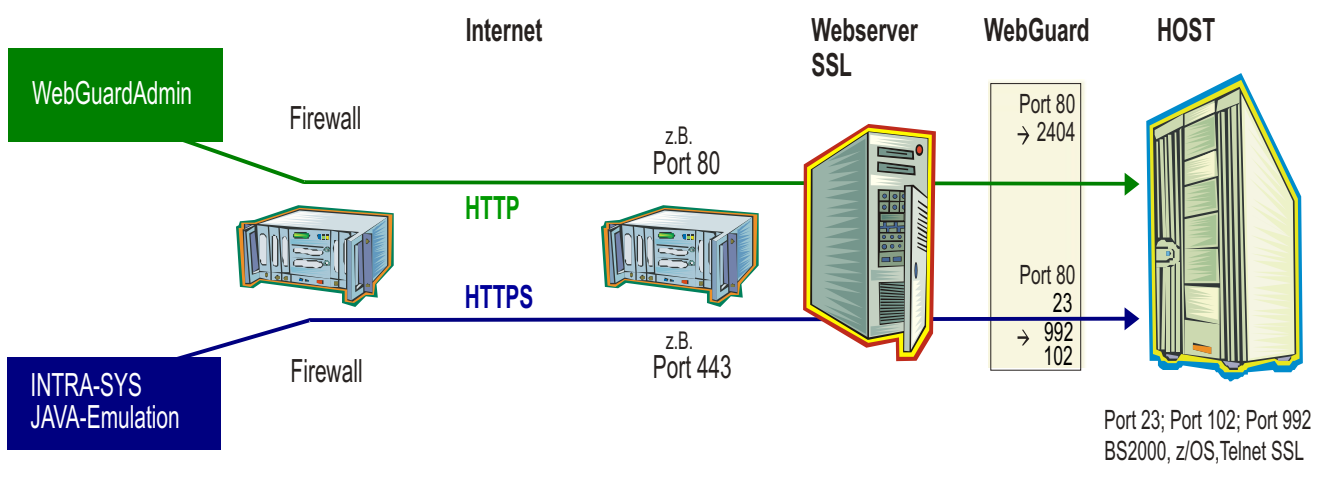 Internet
Webserver
SSL
WebGuard
HOST
WebGuardAdmin
Firewall
z.B.
Port 80
Port 80
→ 2404
HTTP
HTTPS
Port 80
23
→ 992
102
z.B.
Port 443
Firewall
INTRA-SYS
JAVA-Emulation
Port 23; Port 102; Port 992
BS2000, z/OS,Telnet SSL